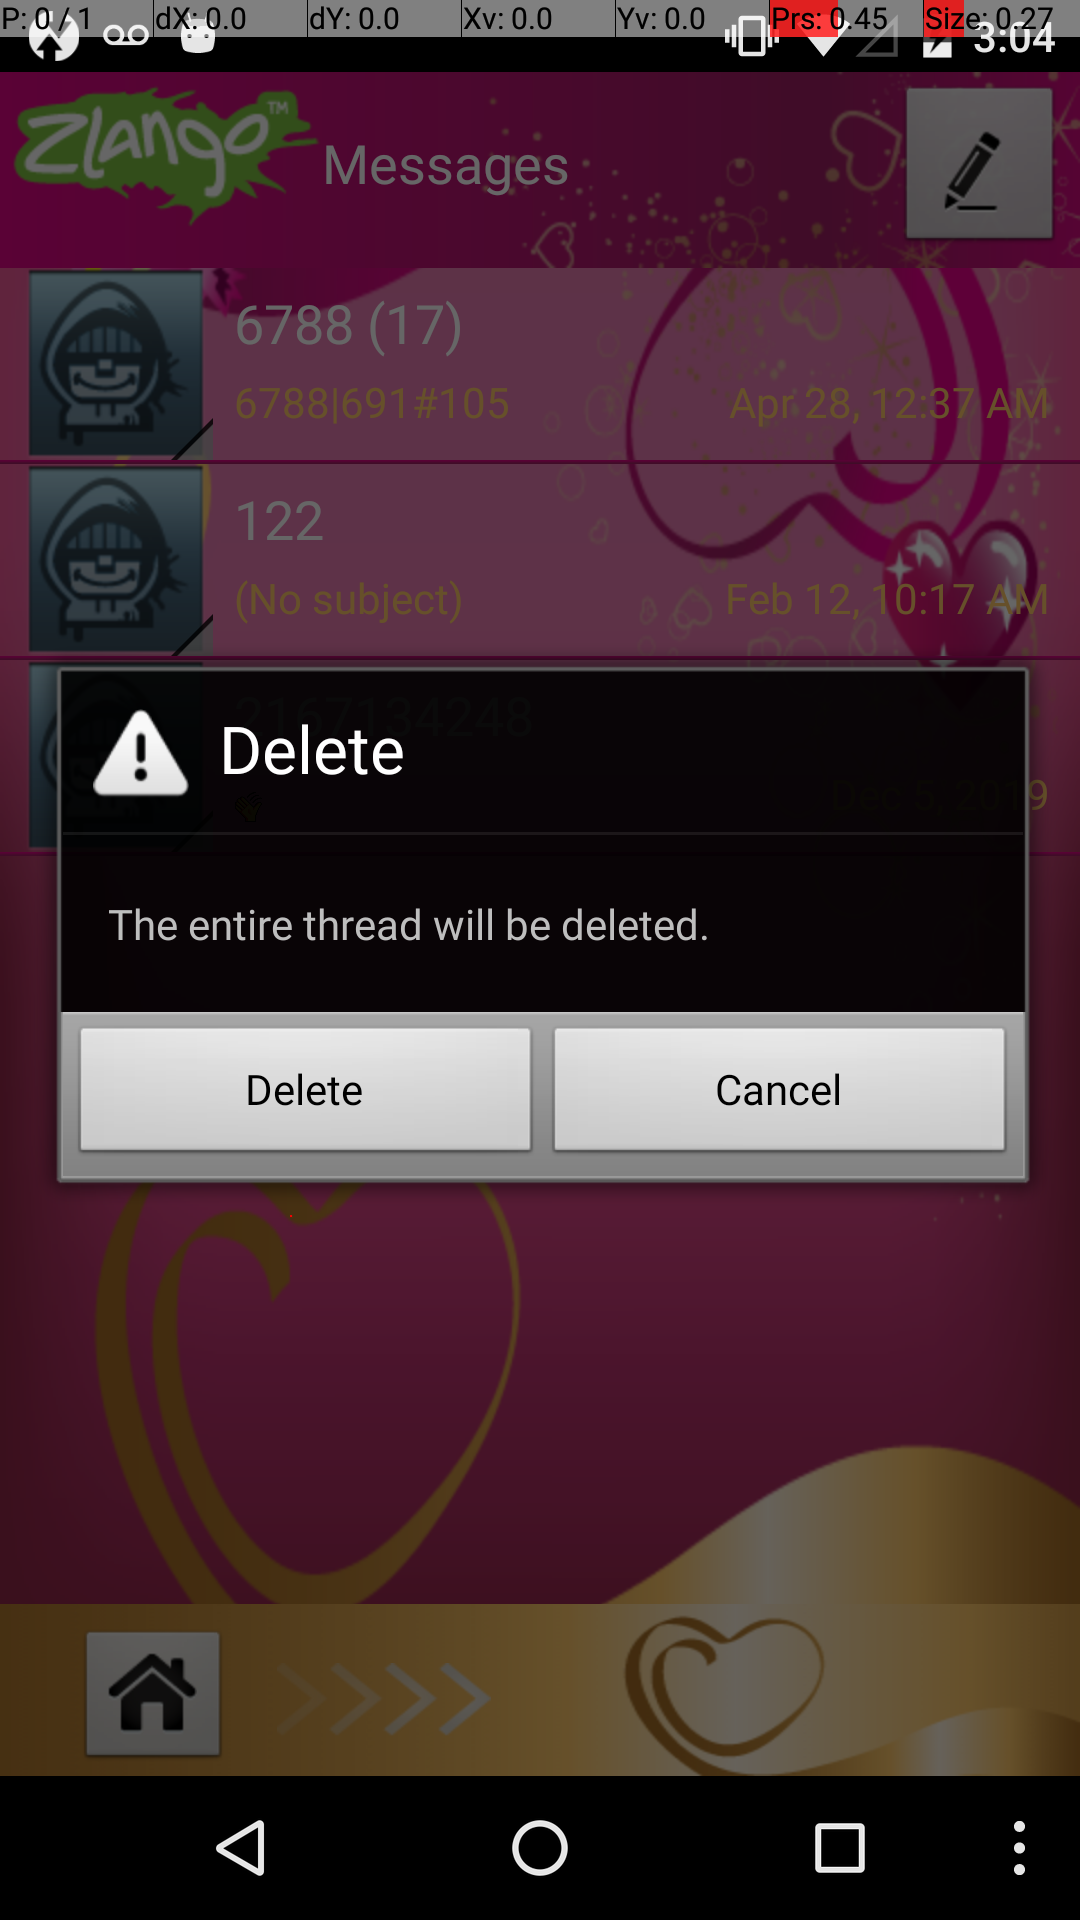 P: 0 / 1 dX: 0.0 dY: 0.0 Xv: 0.0 Yv: 0.0 Prs: 0.45 Size: 0.27
3:04
Zlango™ Messages
6788 (17)
6788|691#105 Apr 28, 12:37 AM
122
(No subject) Feb 12, 10:17 AM
2167134248
Dec 5, 2019
Delete
The entire thread will be deleted.
Delete Cancel